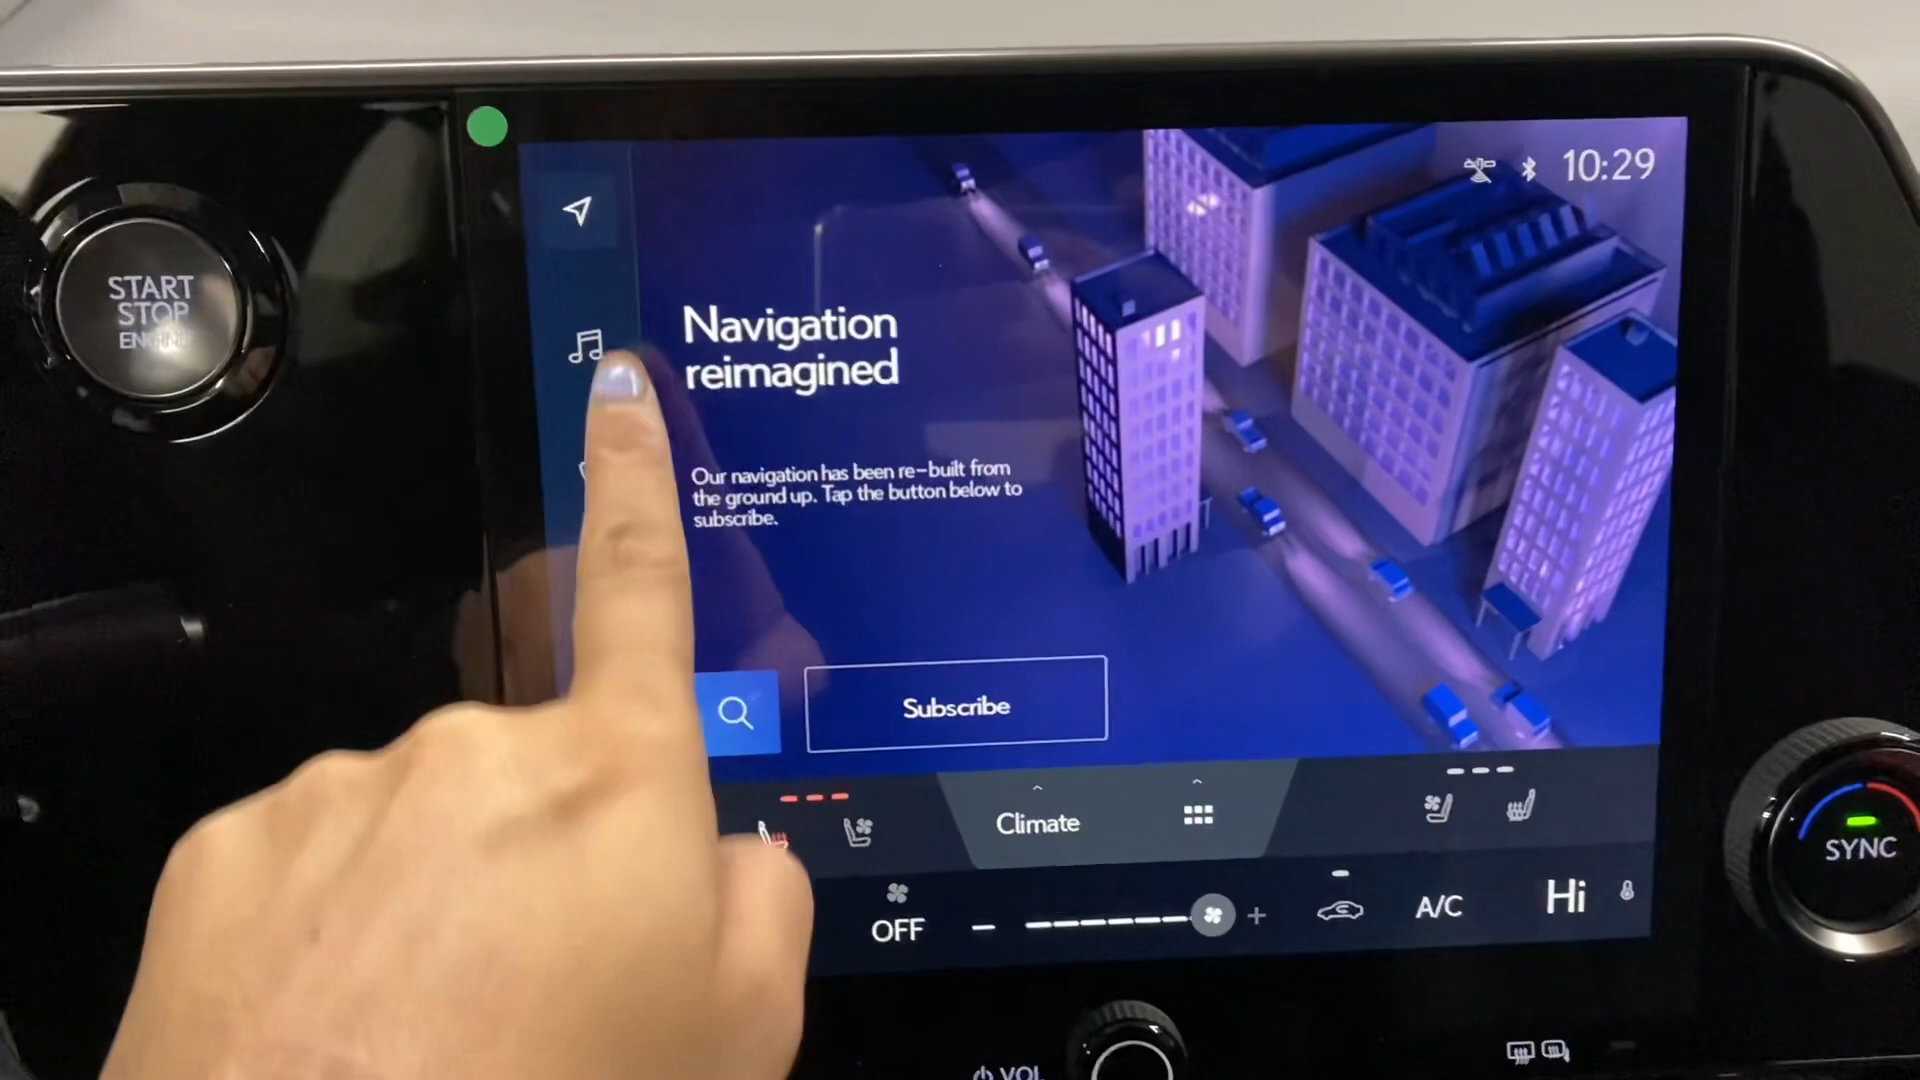 START
STOP
ENGINE
10:29
Navigation
reimagined
Our navigation has been re-built from
the ground up. Tap the button below to
subscribe.
Subscribe
Climate
OFF
A/C
Hi
SYNC
VOL